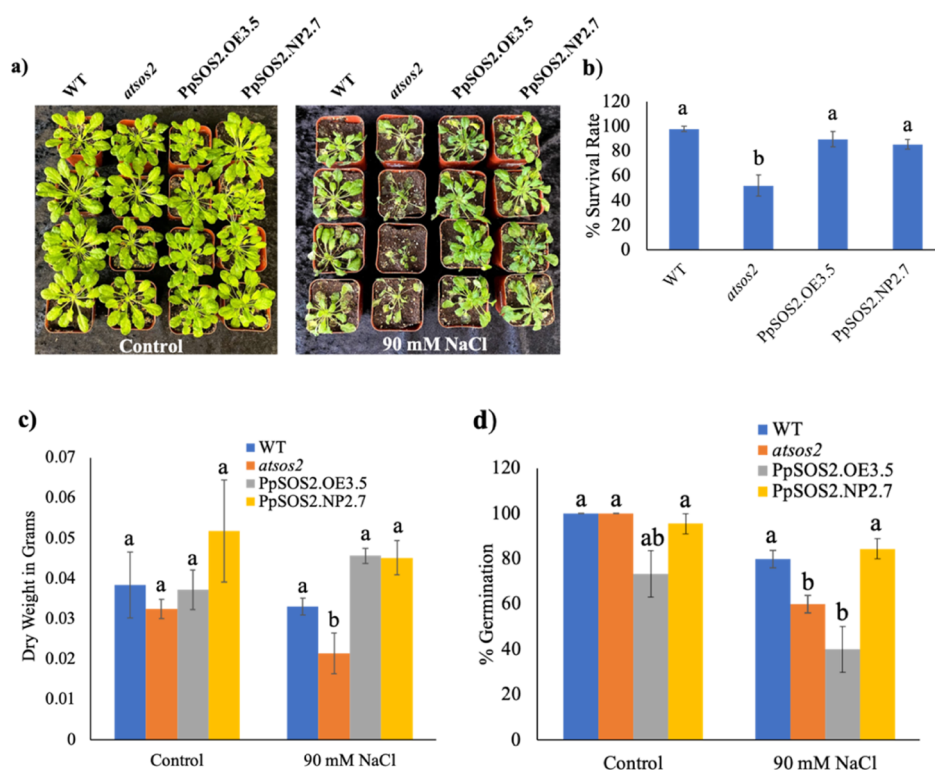 a)
WT
atsos2
PpSOS2.OE3.5
PpSOS2.NP2.7
WT
atsos2
PpSOS2.OE3.5
PpSOS2.NP2.7
Control
90 mM NaCl
b)
% Survival Rate
120
100
80
60
40
20
0
a
b
a
a
WT
atsos2
PpSOS2.OE3.5
PpSOS2.NP2.7
c)
WT
atsos2
PpSOS2.OE3.5
PpSOS2.NP2.7
Dry Weight in Grams
0.07
0.06
0.05
0.04
0.03
0.02
0.01
0
a
a
a
a
a
b
a
a
Control
90 mM NaCl
d)
WT
atsos2
PpSOS2.OE3.5
PpSOS2.NP2.7
% Germination
120
100
80
60
40
20
0
a
a
ab
a
a
b
b
a
Control
90 mM NaCl